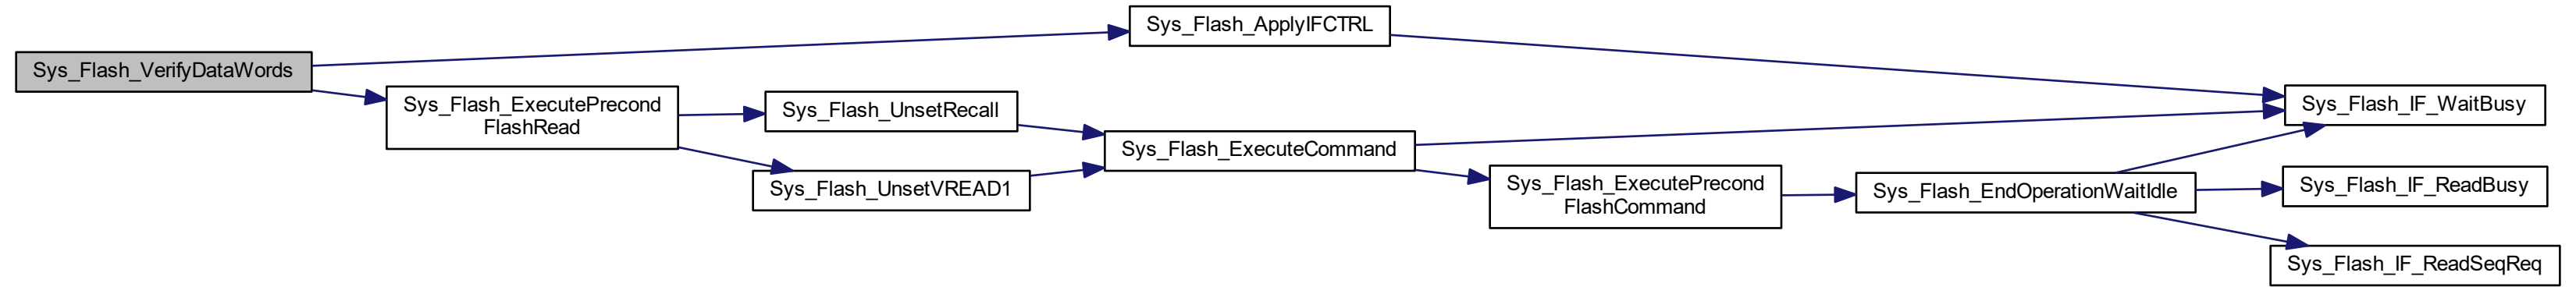 Sys_Flash_VerifyDataWords
Sys_Flash_ApplyIFCTRL
Sys_Flash_ExecutePrecond
FlashRead
Sys_Flash_UnsetRecall
Sys_Flash_UnsetVREAD1
Sys_Flash_ExecuteCommand
Sys_Flash_ExecutePrecond
FlashCommand
Sys_Flash_EndOperationWaitIdle
Sys_Flash_IF_WaitBusy
Sys_Flash_IF_ReadBusy
Sys_Flash_IF_ReadSeqReq